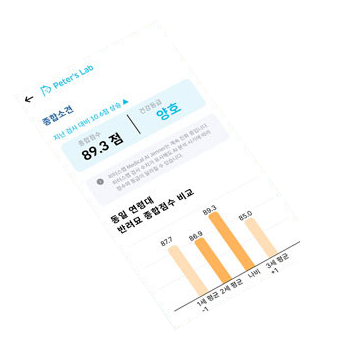 Peter's Lab
종합소견
지난 검사 대비 10.6점 상승 ▲
종합점수
89.3 점
건강등급
양호
동일 연령대
반려묘 종합점수 비교
87.7
86.9
89.3
85.0
1세 평균
-1
2세 평균
나비
3세 평균
+1